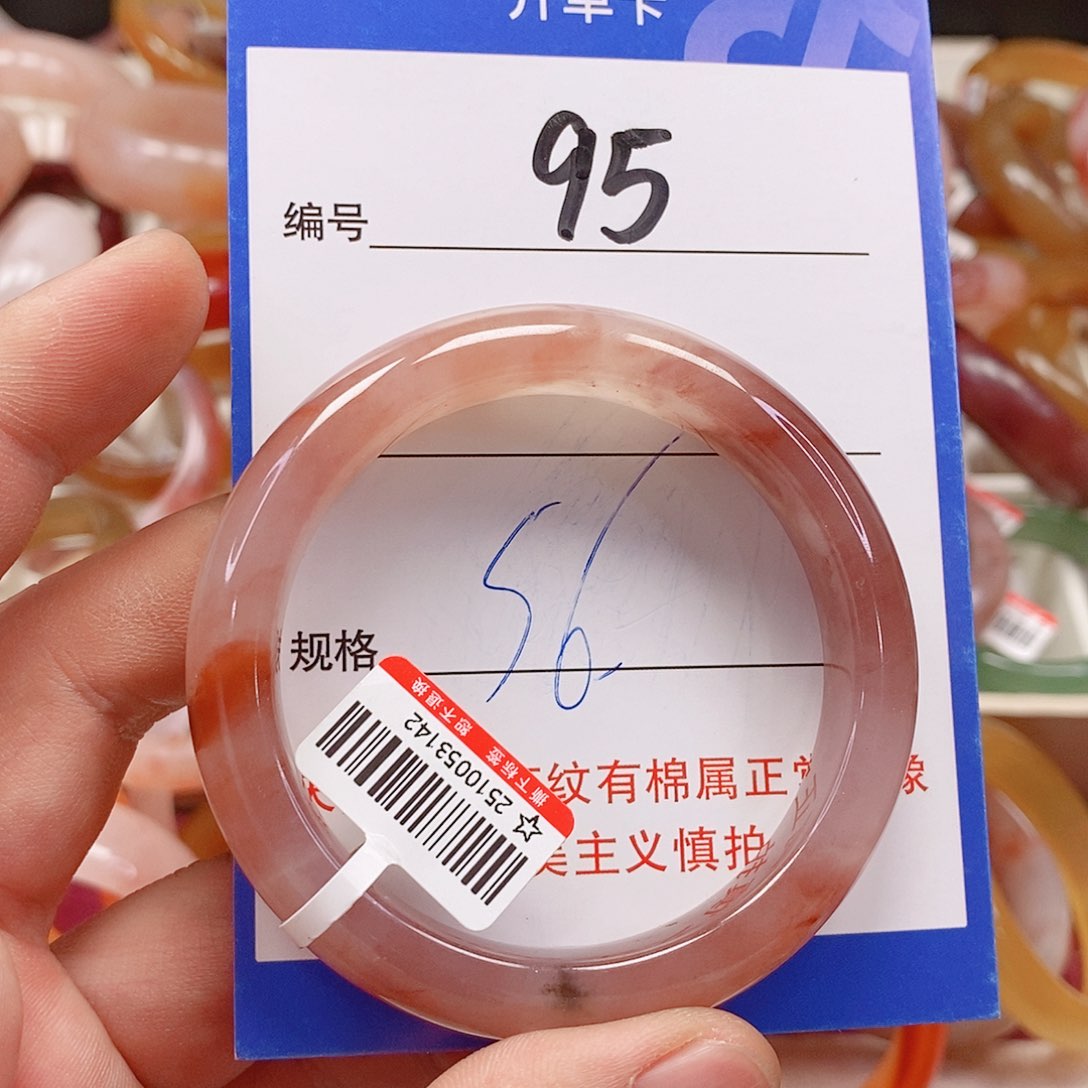 编号 95
规格 56
纹有棉属正常
主义慎拍
撕下标签 恕不退换
2510053142